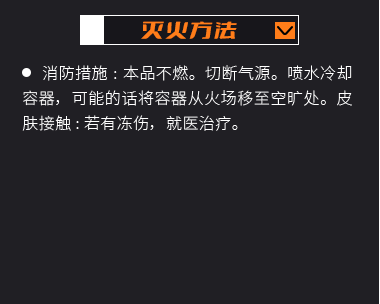 灭火方法
消防措施：本品不燃。切断气源。喷水冷却
容器，可能的话将容器从火场移至空旷处。皮
肤接触：若有冻伤，就医治疗。